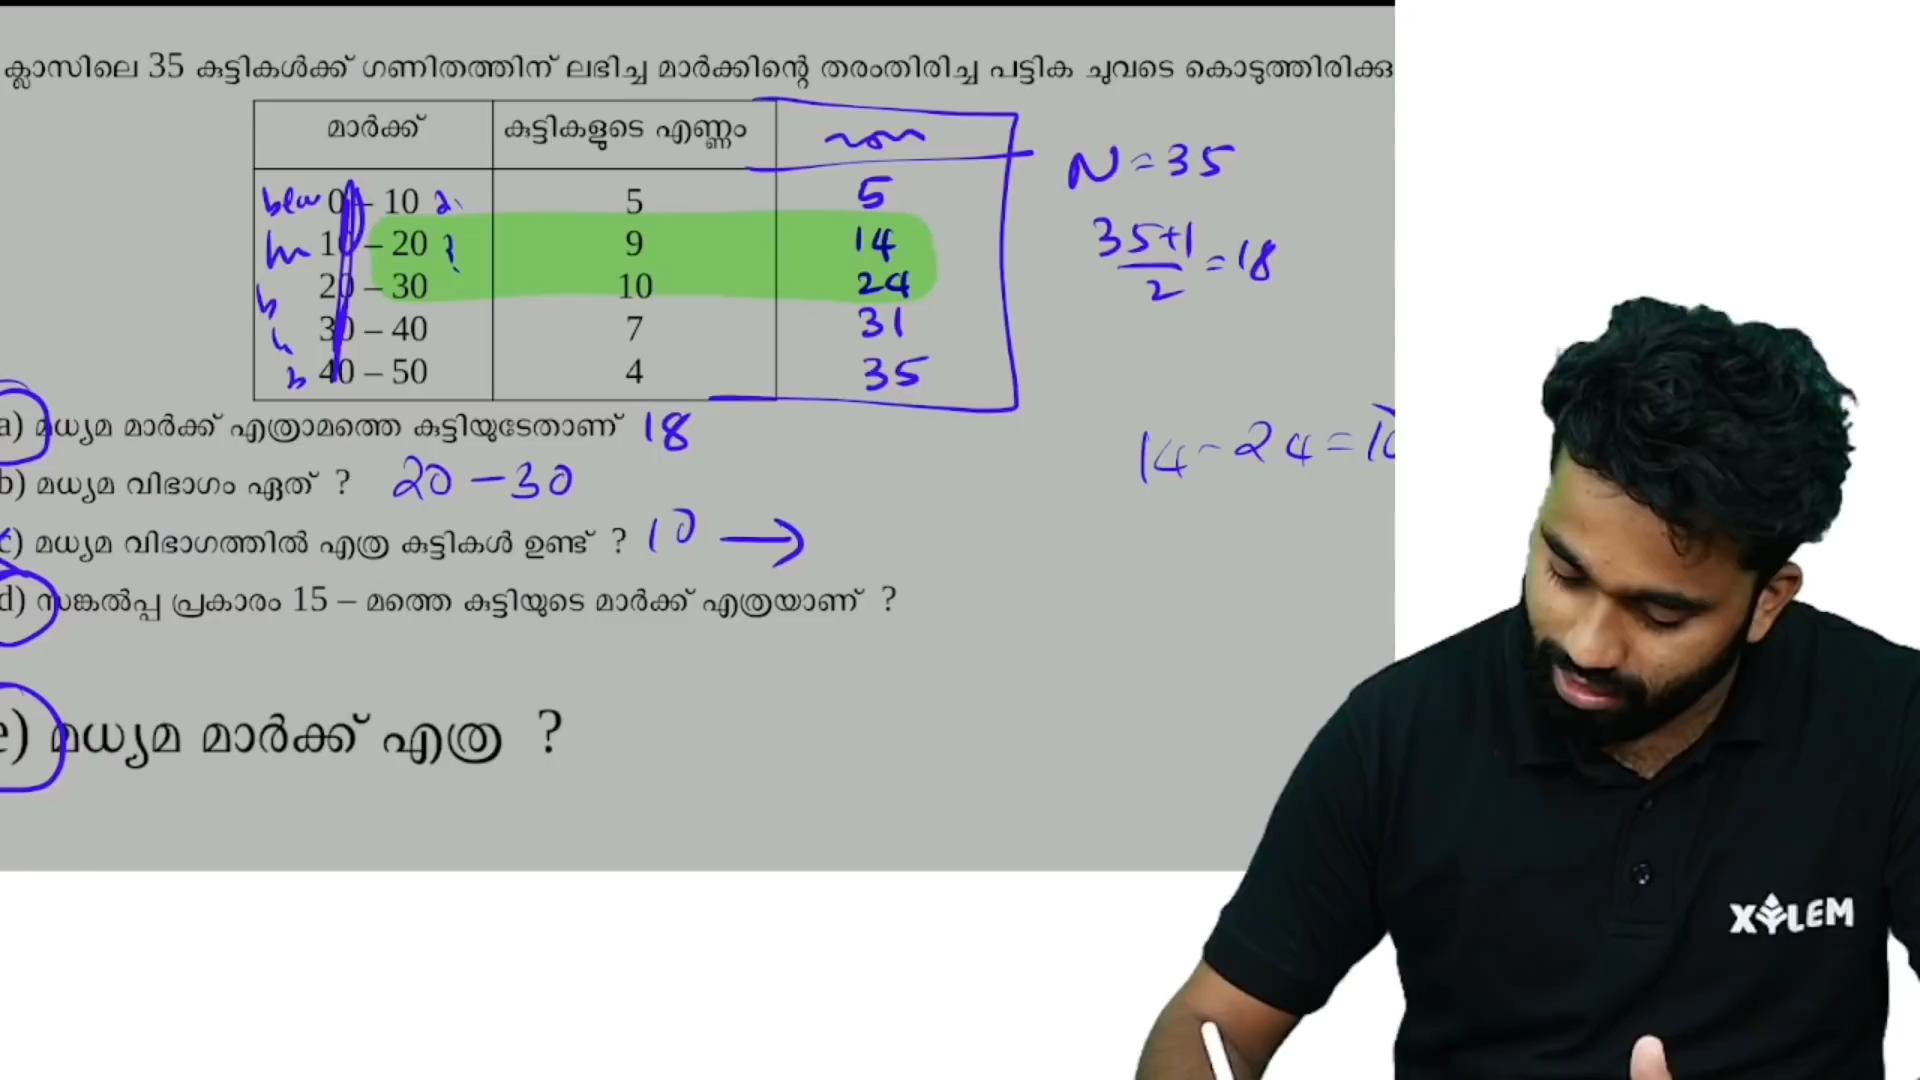 ക്ലാസിലെ 35 കുട്ടികൾക്ക് ഗണിതത്തിന് ലഭിച്ച മാർക്കിന്റെ തരംതിരിച്ച പട്ടിക ചുവടെ കൊടുത്തിരിക്കു
മാർക്ക് കുട്ടികളുടെ എണ്ണം
0 – 10 5 5
10 – 20 9 14
20 – 30 10 24
30 – 40 7 31
40 – 50 4 35
N = 35
35+1
2
= 18
a) മധ്യമ മാർക്ക് എത്രാമത്തെ കുട്ടിയുടേതാണ് 18
14 - 24 = 10
b) മധ്യമ വിഭാഗം ഏത് ? 20 – 30
c) മധ്യമ വിഭാഗത്തിൽ എത്ര കുട്ടികൾ ഉണ്ട് ? 10 →
d) സങ്കൽപ്പ പ്രകാരം 15 – മത്തെ കുട്ടിയുടെ മാർക്ക് എത്രയാണ് ?
e) മധ്യമ മാർക്ക് എത്ര ?
XYLEM